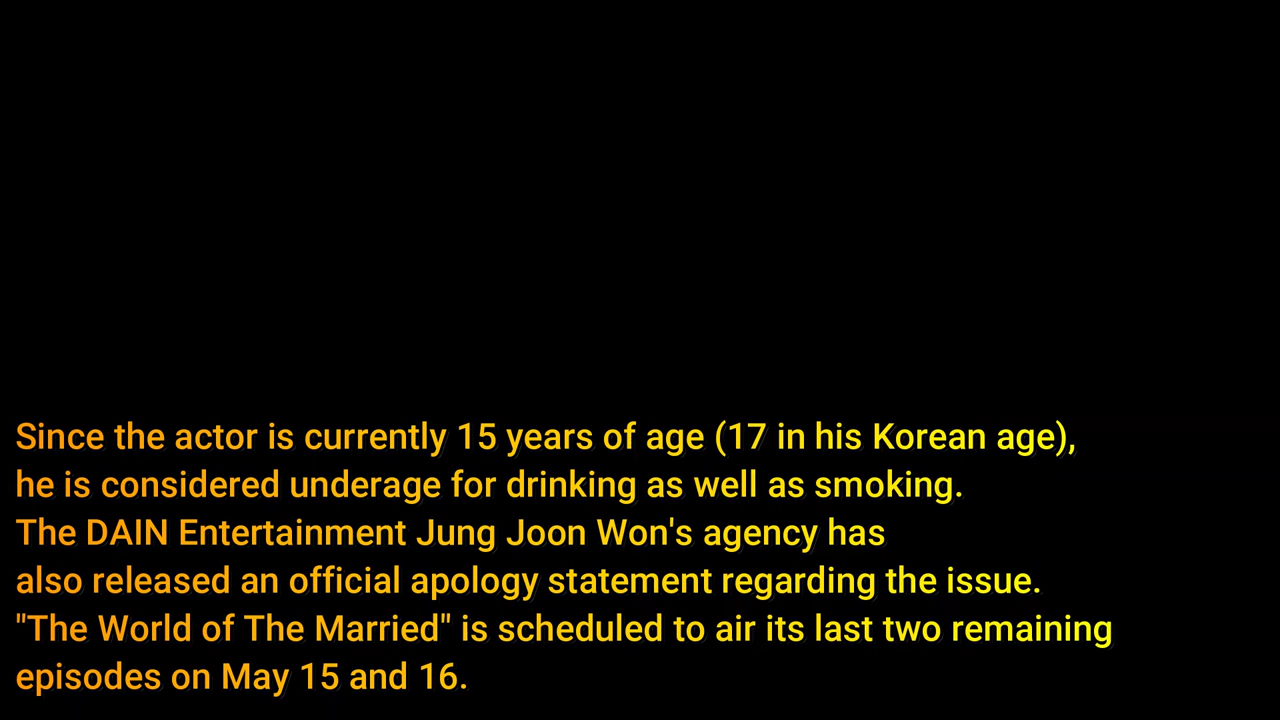 Since the actor is currently 15 years of age (17 in his Korean age),
he is considered underage for drinking as well as smoking.
The DAIN Entertainment Jung Joon Won's agency has
also released an official apology statement regarding the issue.
"The World of The Married" is scheduled to air its last two remaining
episodes on May 15 and 16.